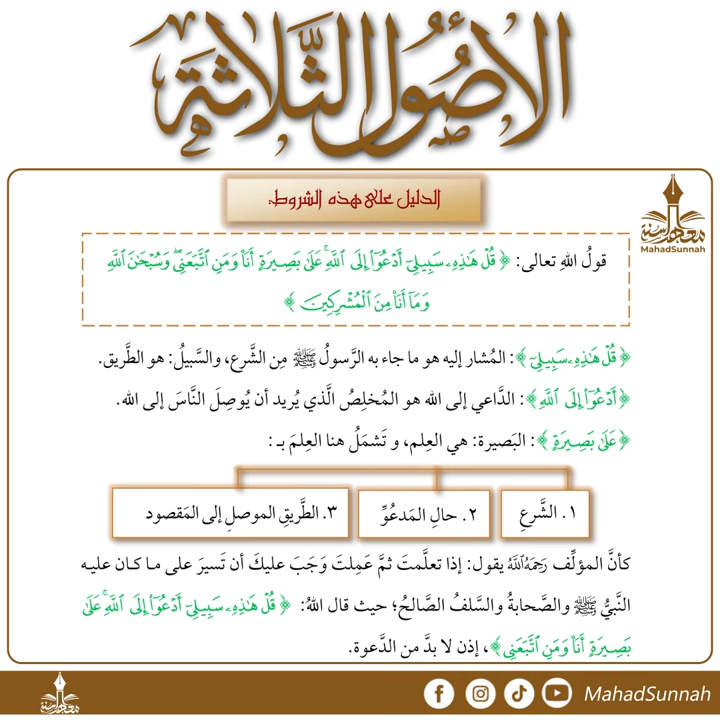 الأُصُولُ الثَّلَاثَةُ
الدليل على هذه الشروط
MahadSunnah
قولُ اللهِ تعالى: ﴿ قُلْ هَٰذِهِۦ سَبِيلِىٓ أَدْعُوٓا۟ إِلَى ٱللَّهِ ۚ عَلَىٰ بَصِيرَةٍ أَنَا۠ وَمَنِ ٱتَّبَعَنِى ۖ وَسُبْحَٰنَ ٱللَّهِ
وَمَآ أَنَا۠ مِنَ ٱلْمُشْرِكِينَ ﴾
﴿ قُلْ هَٰذِهِۦ سَبِيلِىٓ ﴾: المُشار إليه هو ما جاء به الرَّسولُ ﷺ مِن الشَّرع، والسَّبيلُ: هو الطَّريق.
﴿ أَدْعُوٓا۟ إِلَى ٱللَّهِ ﴾: الدَّاعي إلى الله هو المُخلِصُ الَّذي يُريد أن يُوصِلَ النَّاسَ إلى الله.
﴿ عَلَىٰ بَصِيرَةٍ ﴾: البَصيرة: هي العِلم، و تَشمَلُ هنا العِلمَ بـ :
١. الشَّرعِ
٢. حالِ المَدعُوِّ
٣. الطَّريقِ الموصلِ إلى المَقصود
كأنَّ المؤلِّف رَحِمَهُ ٱللَّهُ يقول: إذا تعلَّمتَ ثمَّ عَمِلتَ وَجَبَ عليكَ أن تَسيرَ على ما كان عليه
النَّبيُّ ﷺ والصَّحابةُ والسَّلفُ الصَّالحُ؛ حيث قال اللهُ: ﴿ قُلْ هَٰذِهِۦ سَبِيلِىٓ أَدْعُوٓا۟ إِلَى ٱللَّهِ ۚ عَلَىٰ
بَصِيرَةٍ أَنَا۠ وَمَنِ ٱتَّبَعَنِى ﴾، إذن لا بدَّ من الدَّعوة.
MahadSunnah